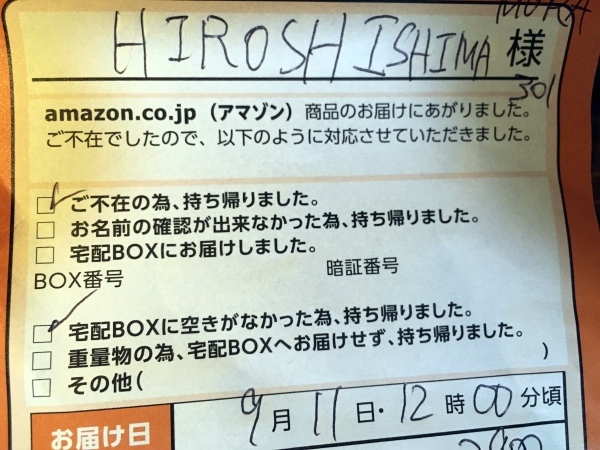 MURA
HIROSHI ISHIMA 様
301
amazon.co.jp（アマゾン）商品のお届けにあがりました。
ご不在でしたので、以下のように対応させていただきました。
☑ ご不在の為、持ち帰りました。
□ お名前の確認が出来なかった為、持ち帰りました。
□ 宅配BOXにお届けしました。
BOX番号 暗証番号
☑ 宅配BOXに空きがなかった為、持ち帰りました。
□ 重量物の為、宅配BOXへお届けせず、持ち帰りました。
□ その他( )
お届け日 9月11日・12時00分頃